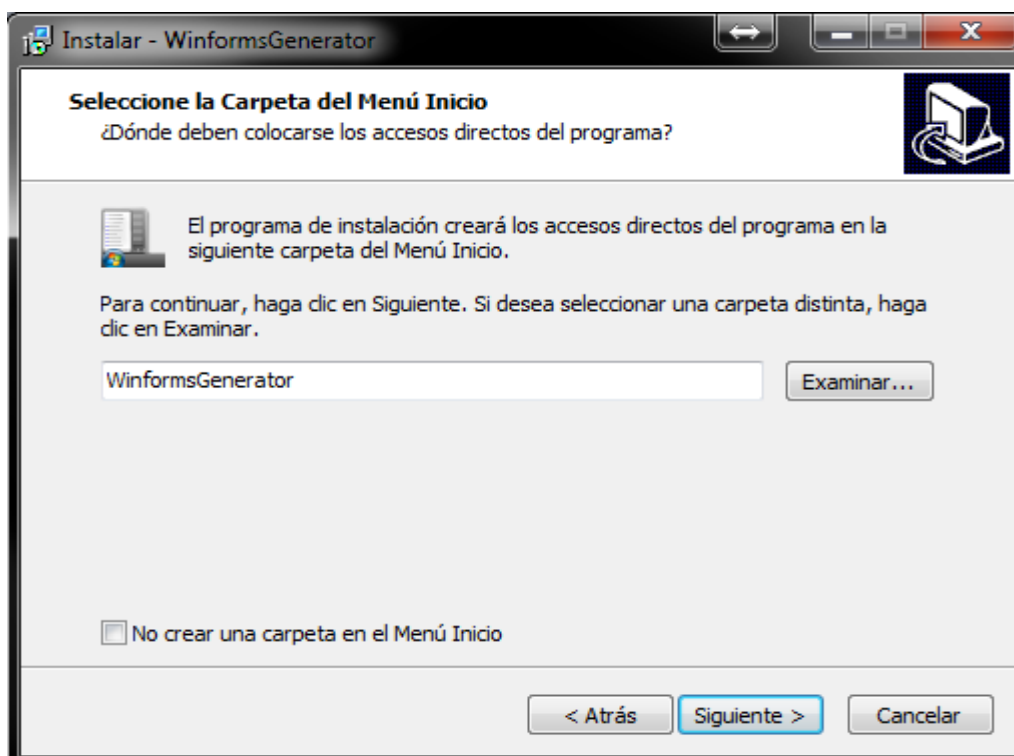 Instalar - WinformsGenerator
Seleccione la Carpeta del Menú Inicio
¿Dónde deben colocarse los accesos directos del programa?
El programa de instalación creará los accesos directos del programa en la
siguiente carpeta del Menú Inicio.
Para continuar, haga clic en Siguiente. Si desea seleccionar una carpeta distinta, haga
clic en Examinar.
WinformsGenerator
Examinar...
No crear una carpeta en el Menú Inicio
< Atrás
Siguiente >
Cancelar